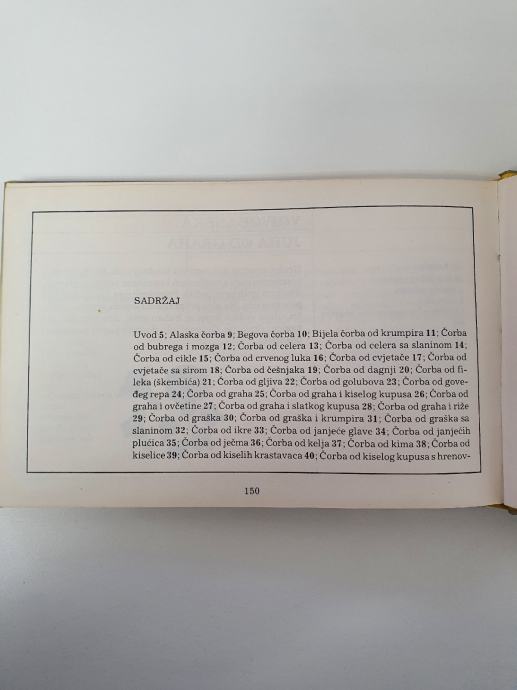 SADRŽAJ
Uvod 5; Alaska čorba 9; Begova čorba 10; Bijela čorba od krumpira 11; Čorba
od bubrega i mozga 12; Čorba od celera 13; Čorba od celera sa slaninom 14;
Čorba od cikle 15; Čorba od crvenog luka 16; Čorba od cvjetače 17; Čorba od
cvjetače sa sirom 18; Čorba od češnjaka 19; Čorba od dagnji 20; Čorba od fi-
leka (škembića) 21; Čorba od gljiva 22; Čorba od golubova 23; Čorba od gove-
đeg repa 24; Čorba od graha 25; Čorba od graha i kiselog kupusa 26; Čorba od
graha i ovčetine 27; Čorba od graha i slatkog kupusa 28; Čorba od graha i riže
29; Čorba od graška 30; Čorba od graška i krumpira 31; Čorba od graška sa
slaninom 32; Čorba od ikre 33; Čorba od janjeće glave 34; Čorba od janjećih
plućica 35; Čorba od ječma 36; Čorba od kelja 37; Čorba od kima 38; Čorba od
kiselice 39; Čorba od kiselih krastavaca 40; Čorba od kiselog kupusa s hrenov-
150